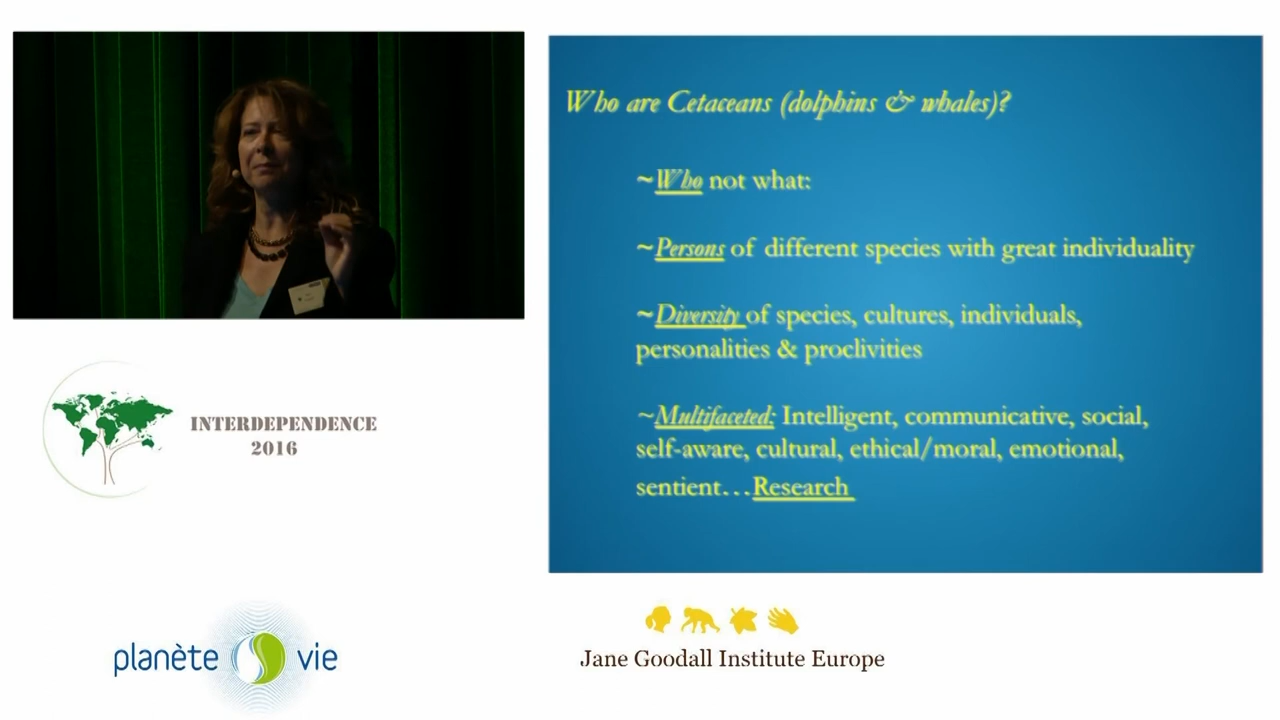 Who are Cetaceans (dolphins & whales)?
~Who not what:
~Persons of different species with great individuality
~Diversity of species, cultures, individuals,
personalities & proclivities
~Multifaceted: Intelligent, communicative, social,
self-aware, cultural, ethical/moral, emotional,
sentient…Research
INTERDEPENDENCE
2016
planète vie
Jane Goodall Institute Europe